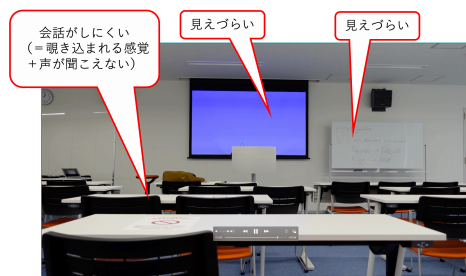 会話がしにくい
（＝覗き込まれる感覚
＋声が聞こえない）
見えづらい
見えづらい